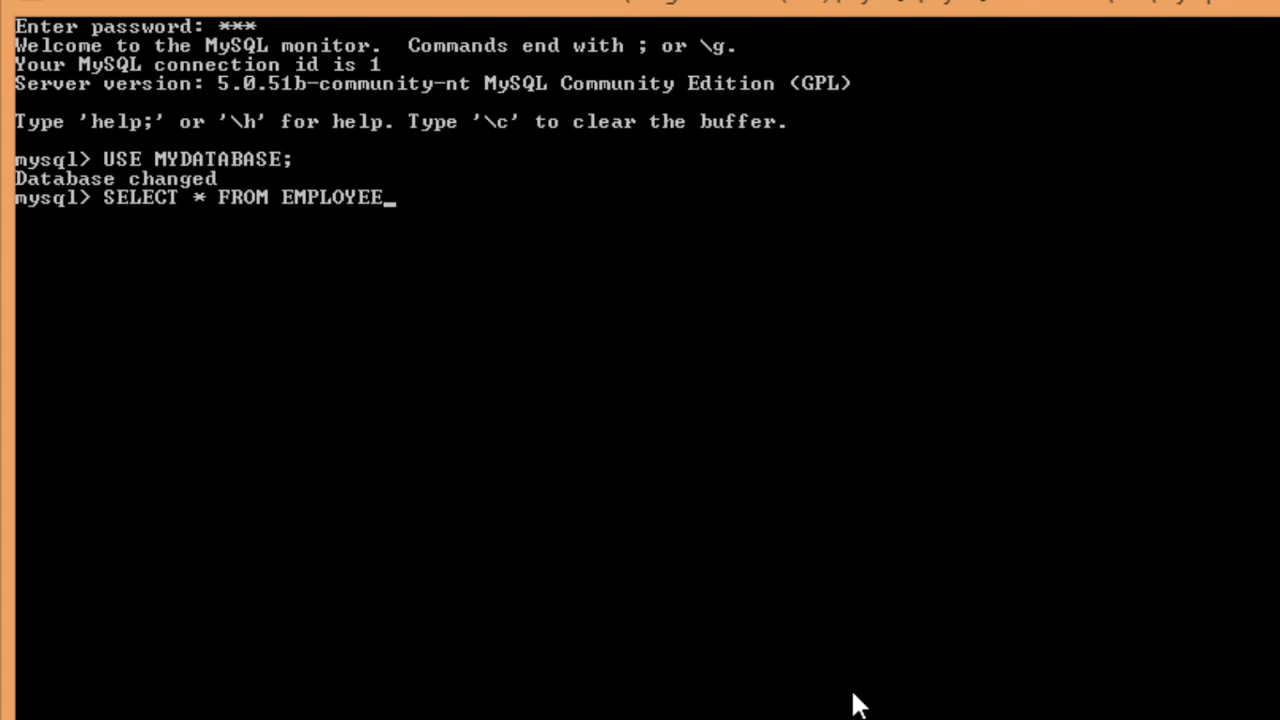 Enter password: ***
Welcome to the MySQL monitor.  Commands end with ; or \g.
Your MySQL connection id is 1
Server version: 5.0.51b-community-nt MySQL Community Edition (GPL)
Type 'help;' or '\h' for help. Type '\c' to clear the buffer.
mysql> USE MYDATABASE;
Database changed
mysql> SELECT * FROM EMPLOYEE_